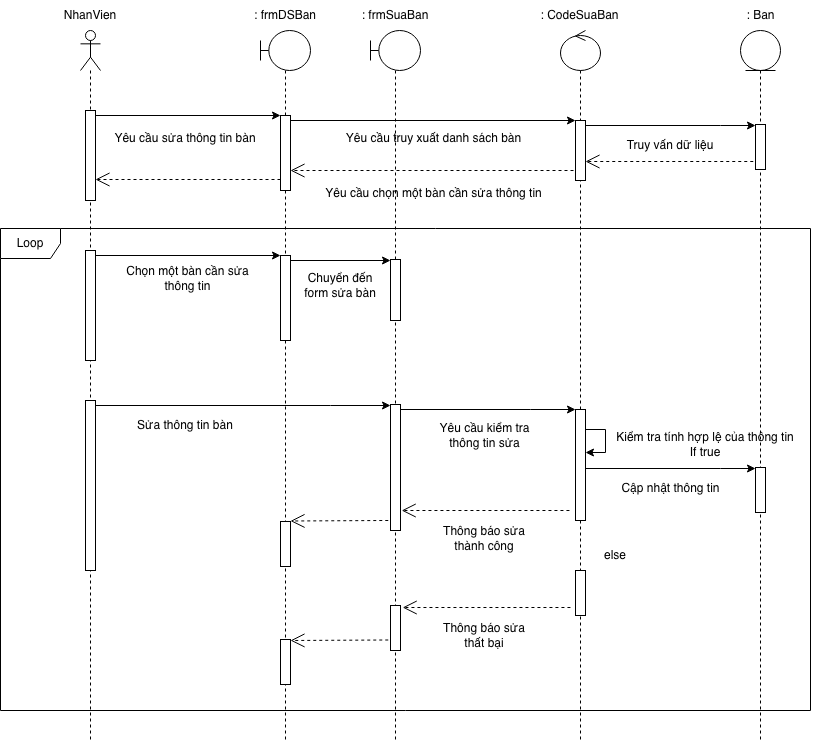 NhanVien
: frmDSBan
: frmSuaBan
: CodeSuaBan
: Ban
Yêu cầu sửa thông tin bàn
Yêu cầu truy xuất danh sách bàn
Truy vấn dữ liệu
Yêu cầu chọn một bàn cần sửa thông tin
Loop
Chọn một bàn cần sửa
thông tin
Chuyển đến
form sửa bàn
Sửa thông tin bàn
Yêu cầu kiểm tra
thông tin sửa
Kiểm tra tính hợp lệ của thông tin
If true
Cập nhật thông tin
Thông báo sửa
thành công
else
Thông báo sửa
thất bại